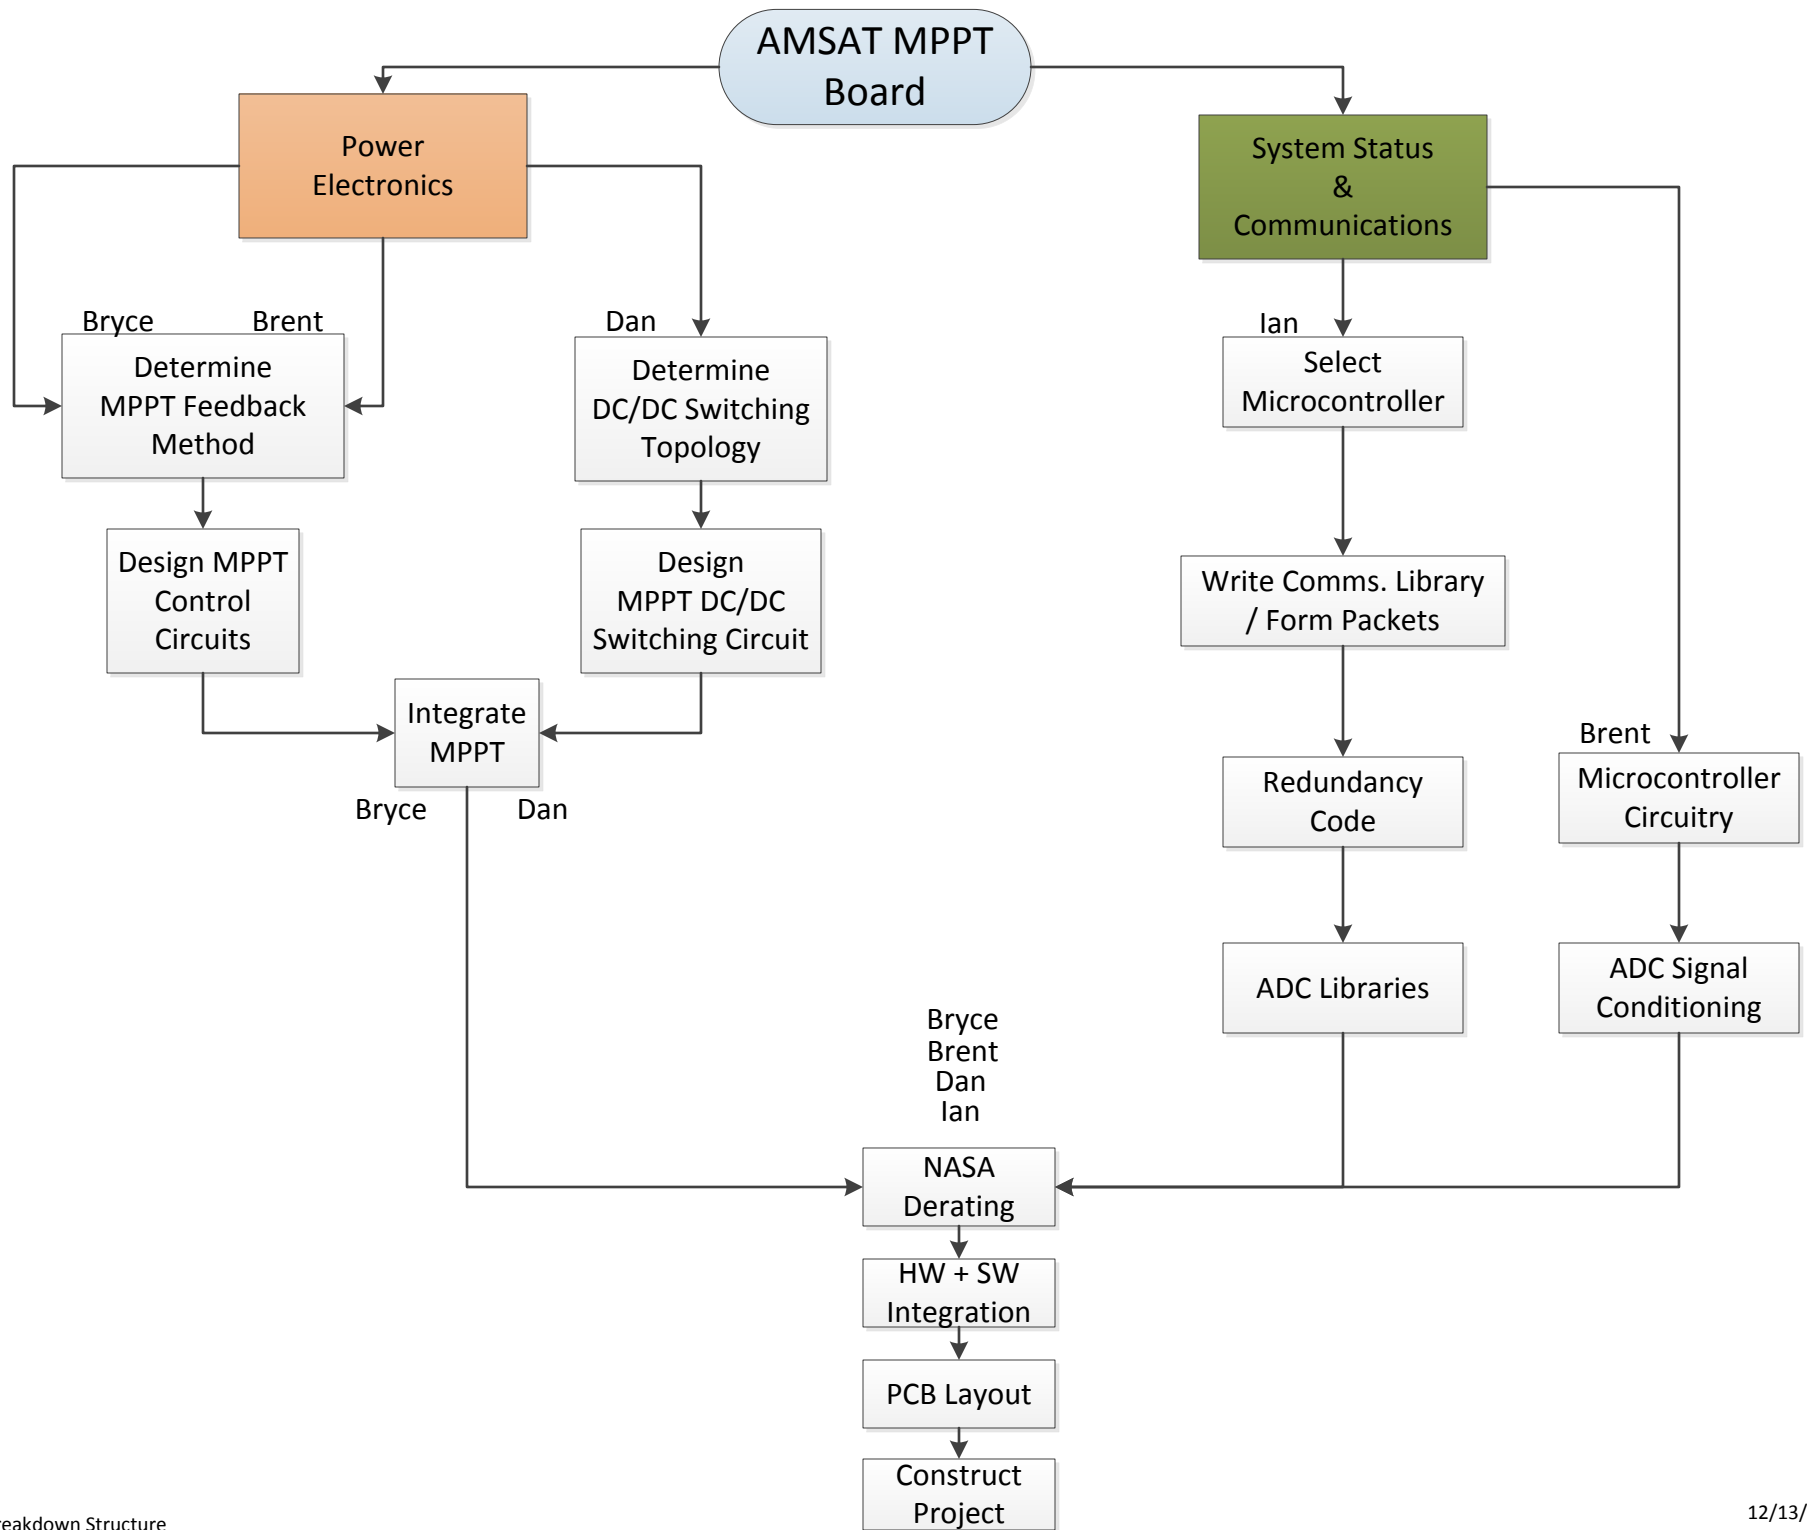 AMSAT MPPT
Board
Power
Electronics
System Status
&
Communications
Bryce
Brent
Dan
Ian
Determine
MPPT Feedback
Method
Determine
DC/DC Switching
Topology
Select
Microcontroller
Design MPPT
Control
Circuits
Design
MPPT DC/DC
Switching Circuit
Write Comms. Library
/ Form Packets
Integrate
MPPT
Bryce
Dan
Brent
Redundancy
Code
Microcontroller
Circuitry
ADC Libraries
ADC Signal
Conditioning
Bryce
Brent
Dan
Ian
NASA
Derating
HW + SW
Integration
PCB Layout
Construct
Project
Structure
12/13/